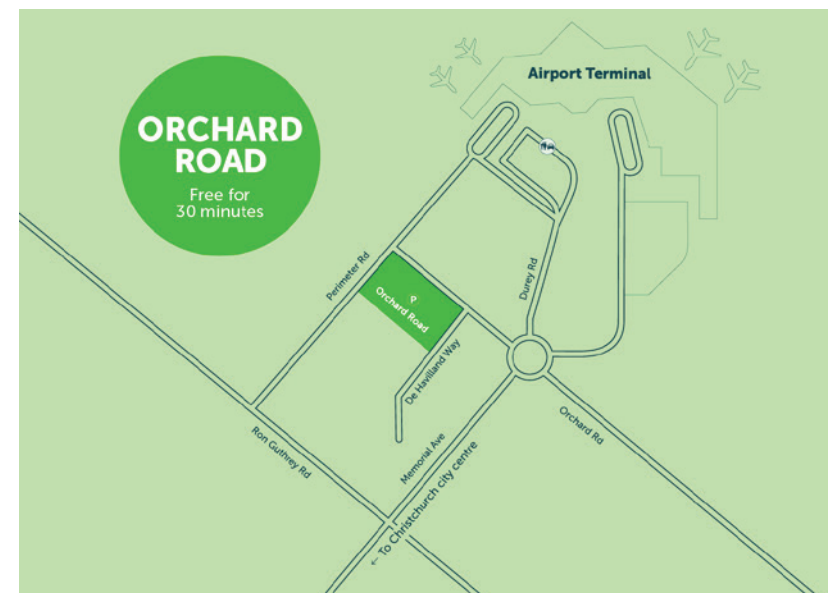 Airport Terminal
ORCHARD
ROAD
Free for
30 minutes
Perimeter Rd
Durey Rd
P
Orchard Road
De Havilland Way
Orchard Rd
Ron Guthrey Rd
Memorial Ave
← To Christchurch city centre